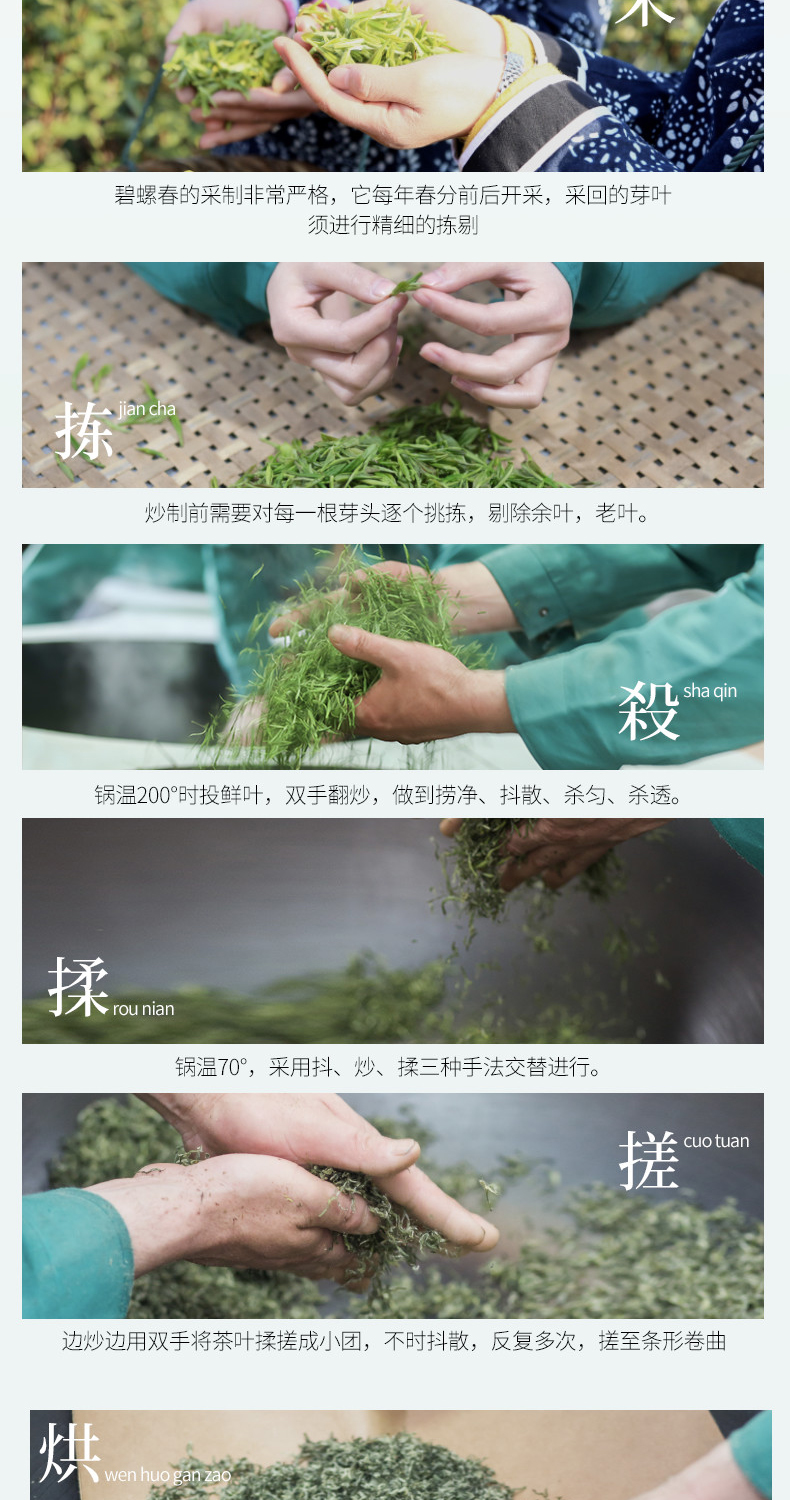 采
碧螺春的采制非常严格，它每年春分前后开采，采回的芽叶
须进行精细的拣剔
jian cha
拣
炒制前需要对每一根芽头逐个挑拣，剔除余叶，老叶。
殺
sha qin
锅温200°时投鲜叶，双手翻炒，做到捞净、抖散、杀匀、杀透。
揉
rou nian
锅温70°，采用抖、炒、揉三种手法交替进行。
搓
cuo tuan
边炒边用双手将茶叶揉搓成小团，不时抖散，反复多次，搓至条形卷曲
烘
wen huo gan zao